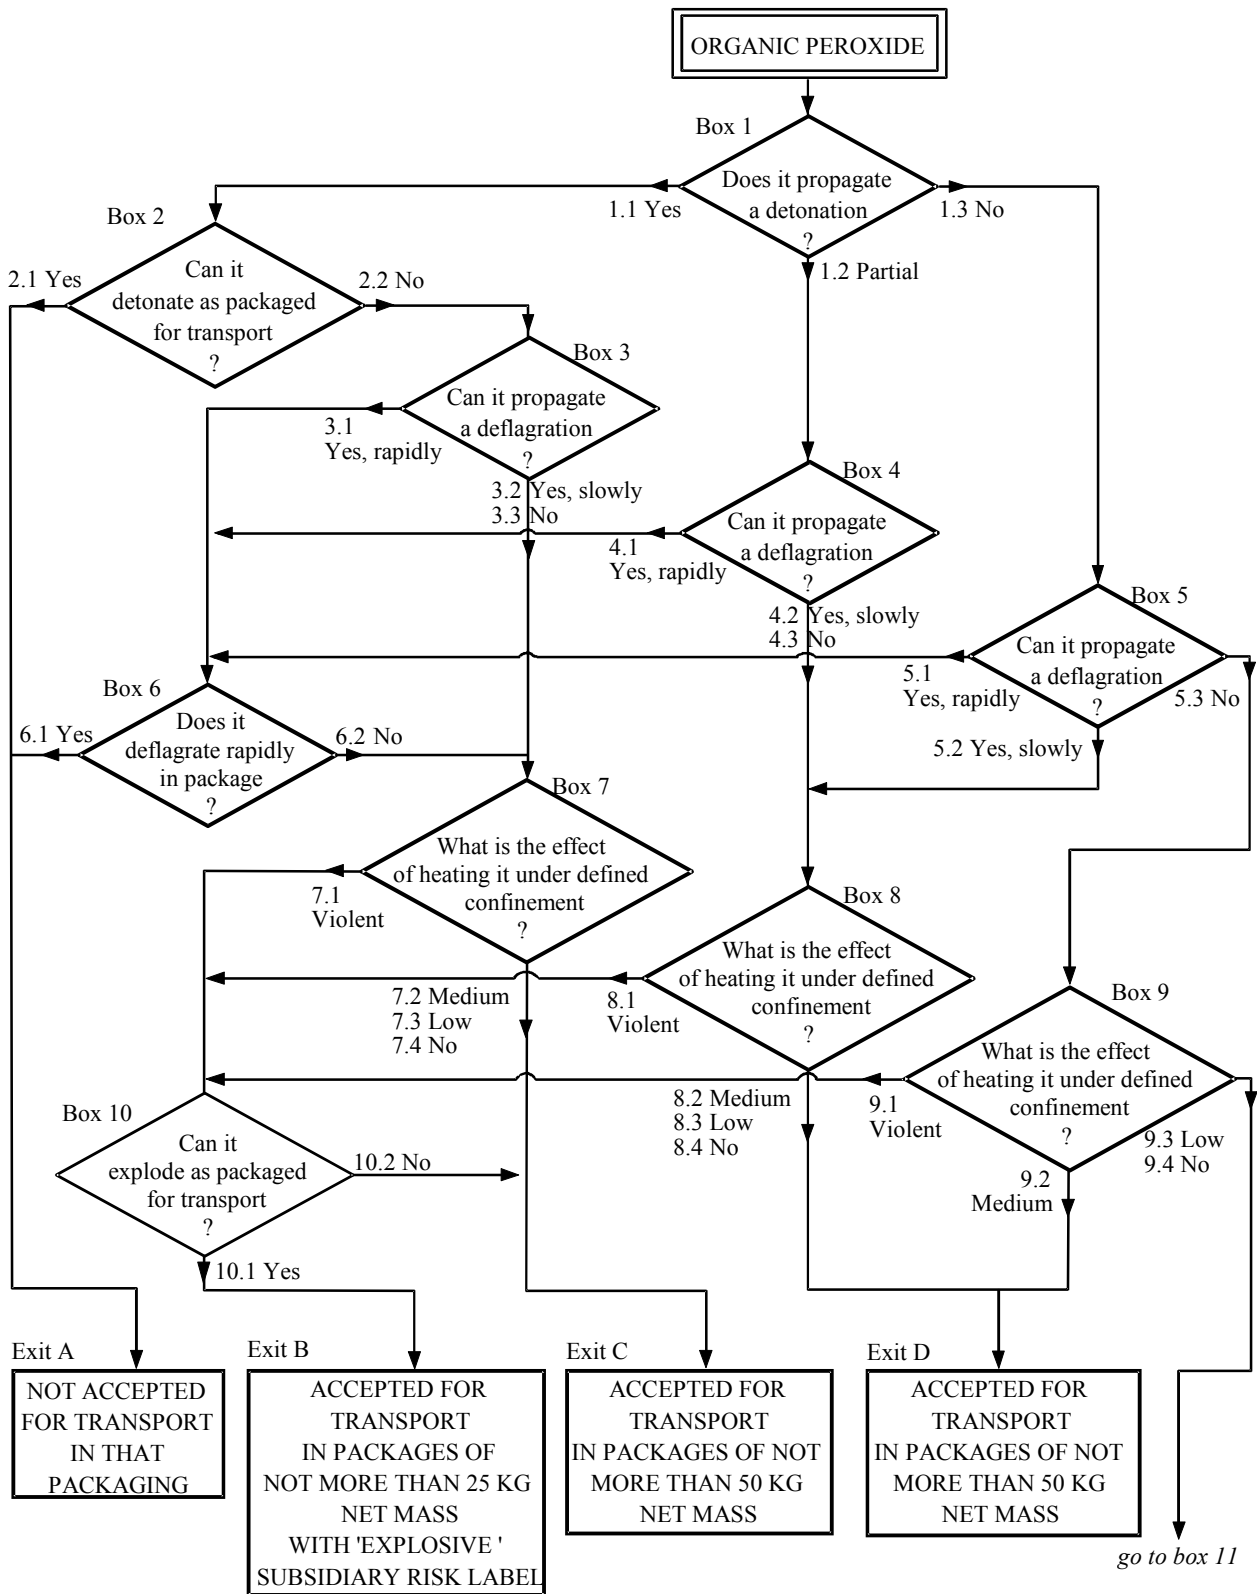 ORGANIC PEROXIDE
Box 1
Does it propagate
a detonation
?
1.1 Yes
1.3 No
1.2 Partial
Box 2
Can it
detonate as packaged
for transport
?
2.1 Yes
2.2 No
Box 3
Can it propagate
a deflagration
?
3.1
Yes, rapidly
3.2 Yes, slowly
3.3 No
Box 4
Can it propagate
a deflagration
?
4.1
Yes, rapidly
4.2 Yes, slowly
4.3 No
Box 5
Can it propagate
a deflagration
?
5.1
Yes, rapidly
5.3 No
5.2 Yes, slowly
Box 6
Does it
deflagrate rapidly
in package
?
6.1 Yes
6.2 No
Box 7
What is the effect
of heating it under defined
confinement
?
7.1
Violent
7.2 Medium
7.3 Low
7.4 No
Box 8
What is the effect
of heating it under defined
confinement
?
8.1
Violent
8.2 Medium
8.3 Low
8.4 No
Box 9
What is the effect
of heating it under defined
confinement
?
9.1
Violent
9.3 Low
9.4 No
9.2
Medium
Box 10
Can it
explode as packaged
for transport
?
10.2 No
10.1 Yes
Exit A
NOT ACCEPTED
FOR TRANSPORT
IN THAT
PACKAGING
Exit B
ACCEPTED FOR
TRANSPORT
IN PACKAGES OF
NOT MORE THAN 25 KG
NET MASS
WITH 'EXPLOSIVE '
SUBSIDIARY RISK LABEL
Exit C
ACCEPTED FOR
TRANSPORT
IN PACKAGES OF NOT
MORE THAN 50 KG
NET MASS
Exit D
ACCEPTED FOR
TRANSPORT
IN PACKAGES OF NOT
MORE THAN 50 KG
NET MASS
go to box 11